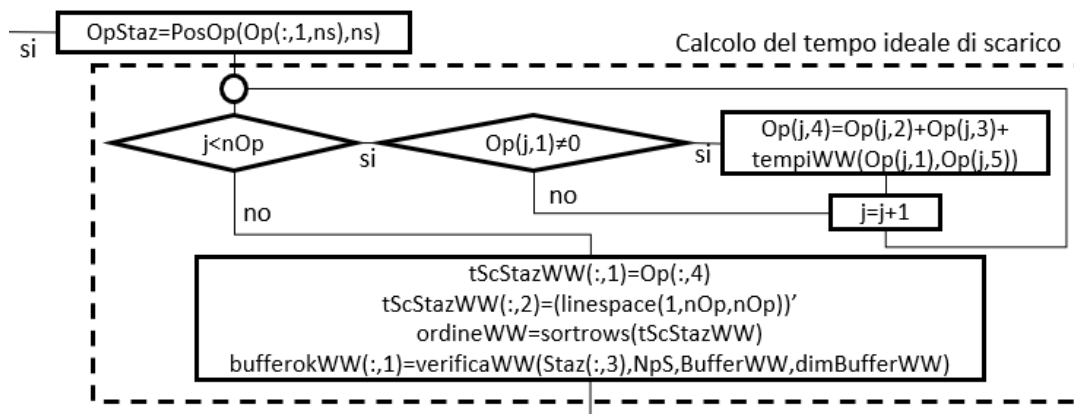 OpStaz=PosOp(Op(:,1,ns),ns)
si
Calcolo del tempo ideale di scarico
j<nOp
si
Op(j,1)≠0
si
Op(j,4)=Op(j,2)+Op(j,3)+
tempiWW(Op(j,1),Op(j,5))
no
no
j=j+1
tScStazWW(:,1)=Op(:,4)
tScStazWW(:,2)=(linespace(1,nOp,nOp))’
ordineWW=sortrows(tScStazWW)
bufferokWW(:,1)=verificaWW(Staz(:,3),NpS,BufferWW,dimBufferWW)